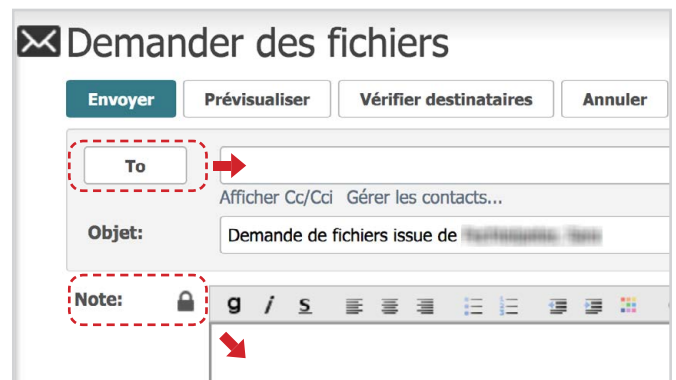 Demander des fichiers
Envoyer Prévisualiser Vérifier destinataires Annuler
To
Afficher Cc/Cci Gérer les contacts...
Objet: Demande de fichiers issue de
Note: g i s